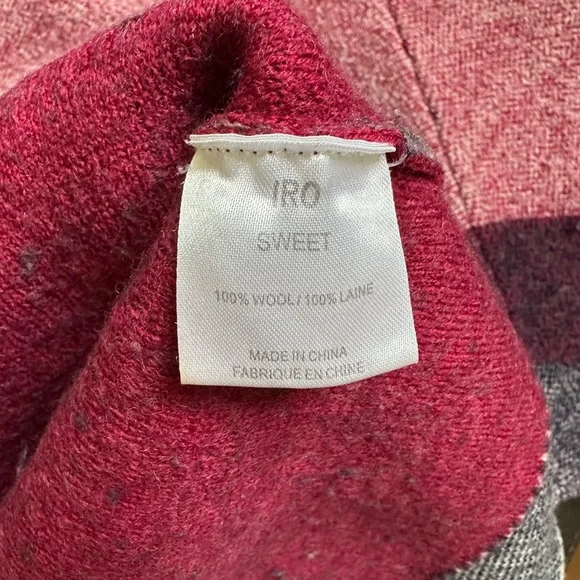 IRO
SWEET
100% WOOL / 100% LAINE
MADE IN CHINA
FABRIQUE EN CHINE